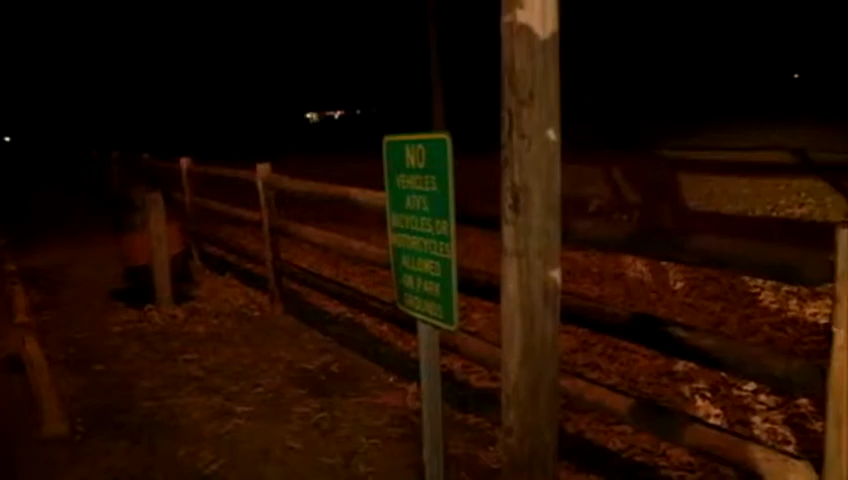 NO
VEHICLES,
ATV'S,
BICYCLES, OR
MOTORCYCLES
ALLOWED
ON PARK
GROUNDS